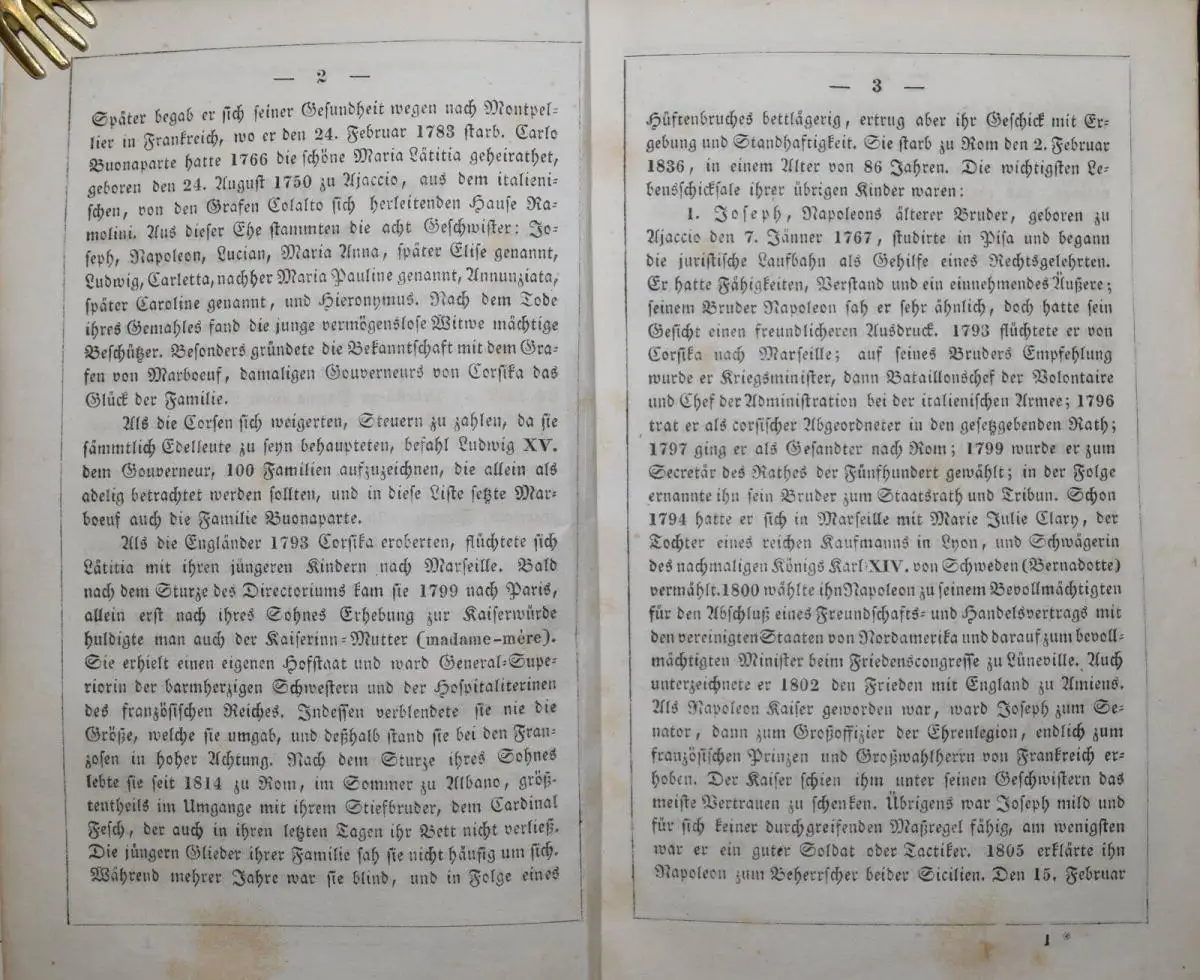 — 2 —
Später begab er sich seiner Gesundheit wegen nach Montpel-
lier in Frankreich, wo er den 24. Februar 1783 starb. Carlo
Buonaparte hatte 1766 die schöne Maria Lätitia geheirathet,
geboren den 24. August 1750 zu Ajaccio, aus dem italieni-
schen, von den Grafen Colalto sich herleitenden Hause Ra-
molini. Aus dieser Ehe stammten die acht Geschwister: Jo-
seph, Napoleon, Lucian, Maria Anna, später Elise genannt,
Ludwig, Carletta, nachher Maria Pauline genannt, Annunziata,
später Caroline genannt, und Hieronymus. Nach dem Tode
ihres Gemahles fand die junge vermögenslose Witwe mächtige
Beschützer. Besonders gründete die Bekanntschaft mit dem Gra-
fen von Marboeuf, damaligen Gouverneurs von Corsika das
Glück der Familie.
Als die Corsen sich weigerten, Steuern zu zahlen, da sie
sämmtlich Edelleute zu seyn behaupteten, befahl Ludwig XV.
dem Gouverneur, 100 Familien aufzuzeichnen, die allein als
adelig betrachtet werden sollten, und in diese Liste setzte Mar-
boeuf auch die Familie Buonaparte.
Als die Engländer 1793 Corsika eroberten, flüchtete sich
Lätitia mit ihren jüngeren Kindern nach Marseille. Bald
nach dem Sturze des Directoriums kam sie 1799 nach Paris,
allein erst nach ihres Sohnes Erhebung zur Kaiserwürde
huldigte man auch der Kaiserinn-Mutter (madame-mére).
Sie erhielt einen eigenen Hofstaat und ward General-Supe-
riorin der barmherzigen Schwestern und der Hospitaliterinen
des französischen Reiches. Indessen verblendete sie nie die
Größe, welche sie umgab, und deßhalb stand sie bei den Fran-
zosen in hoher Achtung. Nach dem Sturze ihres Sohnes
lebte sie seit 1814 zu Rom, im Sommer zu Albano, größ-
tentheils im Umgange mit ihrem Stiefbruder, dem Cardinal
Fesch, der auch in ihren letzten Tagen ihr Bett nicht verließ.
Die jüngern Glieder ihrer Familie sah sie nicht häufig um sich.
Während mehrer Jahre war sie blind, und in Folge eines
— 3 —
Hüftenbruches bettlägerig, ertrug aber ihr Geschick mit Er-
gebung und Standhaftigkeit. Sie starb zu Rom den 2. Februar
1836, in einem Alter von 86 Jahren. Die wichtigsten Le-
bensschicksale ihrer übrigen Kinder waren:
1. Joseph, Napoleons älterer Bruder, geboren zu
Ajaccio den 7. Jänner 1767, studirte in Pisa und begann
die juristische Laufbahn als Gehilfe eines Rechtsgelehrten.
Er hatte Fähigkeiten, Verstand und ein einnehmendes Äußere;
seinem Bruder Napoleon sah er sehr ähnlich, doch hatte sein
Gesicht einen freundlicheren Ausdruck. 1793 flüchtete er von
Corsika nach Marseille; auf seines Bruders Empfehlung
wurde er Kriegsminister, dann Bataillonschef der Volontaire
und Chef der Administration bei der italienischen Armee; 1796
trat er als corsischer Abgeordneter in den gesetzgebenden Rath;
1797 ging er als Gesandter nach Rom; 1799 wurde er zum
Secretär des Rathes der Fünfhundert gewählt; in der Folge
ernannte ihn sein Bruder zum Staatsrath und Tribun. Schon
1794 hatte er sich in Marseille mit Marie Julie Clary, der
Tochter eines reichen Kaufmanns in Lyon, und Schwägerin
des nachmaligen Königs Karl XIV. von Schweden (Bernadotte)
vermählt. 1800 wählte ihn Napoleon zu seinem Bevollmächtigten
für den Abschluß eines Freundschafts- und Handelsvertrags mit
den vereinigten Staaten von Nordamerika und darauf zum bevoll-
mächtigten Minister beim Friedenscongresse zu Lüneville. Auch
unterzeichnete er 1802 den Frieden mit England zu Amiens.
Als Napoleon Kaiser geworden war, ward Joseph zum Se-
nator, dann zum Großoffizier der Ehrenlegion, endlich zum
französischen Prinzen und Großwahlherrn von Frankreich er-
hoben. Der Kaiser schien ihm unter seinen Geschwistern das
meiste Vertrauen zu schenken. Übrigens war Joseph mild und
für sich keiner durchgreifenden Maßregel fähig, am wenigsten
war er ein guter Soldat oder Tactiker. 1805 erklärte ihn
Napoleon zum Beherrscher beider Sicilien. Den 15. Februar
1 *